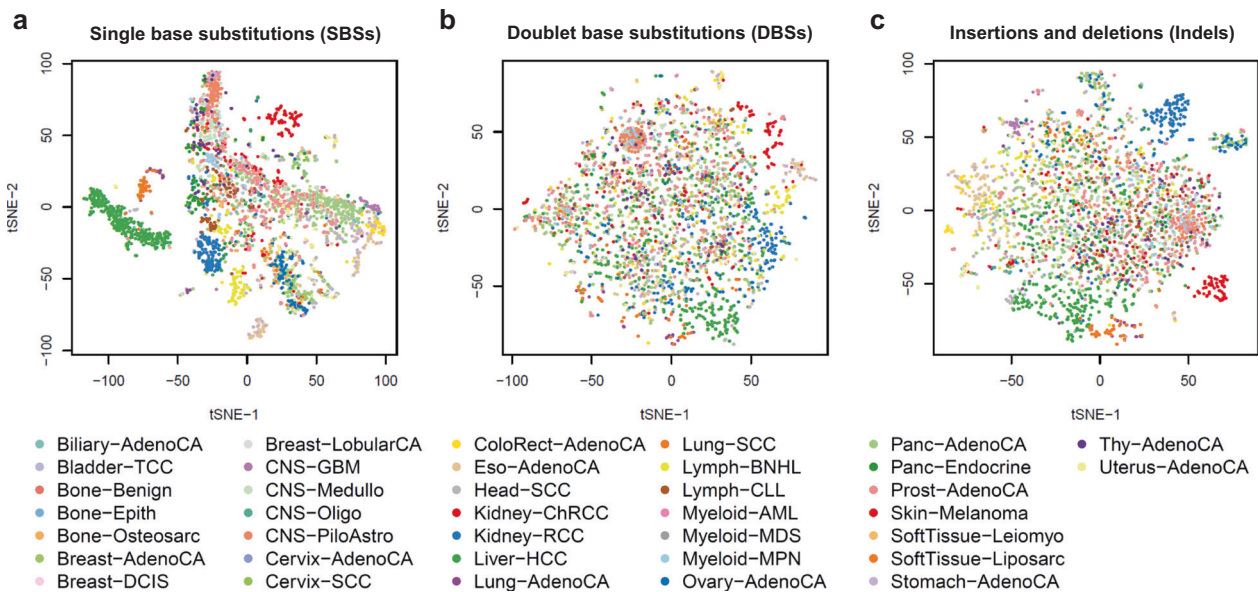 a Single base substitutions (SBSs)
b Doublet base substitutions (DBSs)
c Insertions and deletions (Indels)
tSNE−2
100
50
0
−50
−100
−100 −50 0 50 100
tSNE−1
tSNE−2
50
0
−50
−100 −50 0 50
tSNE−1
tSNE−2
100
50
0
−50
−50 0 50
tSNE−1
Biliary−AdenoCA
Bladder−TCC
Bone−Benign
Bone−Epith
Bone−Osteosarc
Breast−AdenoCA
Breast−DCIS
Breast−LobularCA
CNS−GBM
CNS−Medullo
CNS−Oligo
CNS−PiloAstro
Cervix−AdenoCA
Cervix−SCC
ColoRect−AdenoCA
Eso−AdenoCA
Head−SCC
Kidney−ChRCC
Kidney−RCC
Liver−HCC
Lung−AdenoCA
Lung−SCC
Lymph−BNHL
Lymph−CLL
Myeloid−AML
Myeloid−MDS
Myeloid−MPN
Ovary−AdenoCA
Panc−AdenoCA
Panc−Endocrine
Prost−AdenoCA
Skin−Melanoma
SoftTissue−Leiomyo
SoftTissue−Liposarc
Stomach−AdenoCA
Thy−AdenoCA
Uterus−AdenoCA